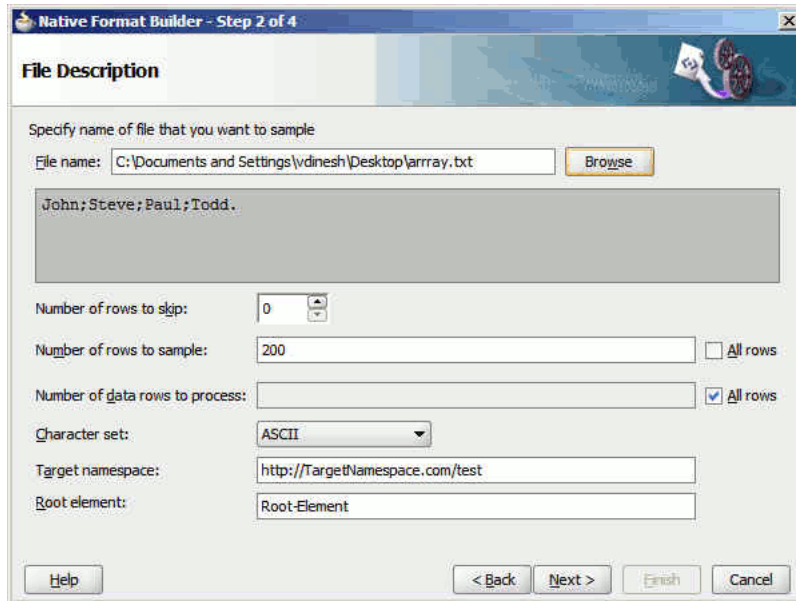 Native Format Builder - Step 2 of 4
File Description
Specify name of file that you want to sample
File name: C:\Documents and Settings\vdinesh\Desktop\arrray.txt Browse
John;Steve;Paul;Todd.
Number of rows to skip: 0
Number of rows to sample: 200 All rows
Number of data rows to process: All rows
Character set: ASCII
Target namespace: http://TargetNamespace.com/test
Root element: Root-Element
Help < Back Next > Finish Cancel